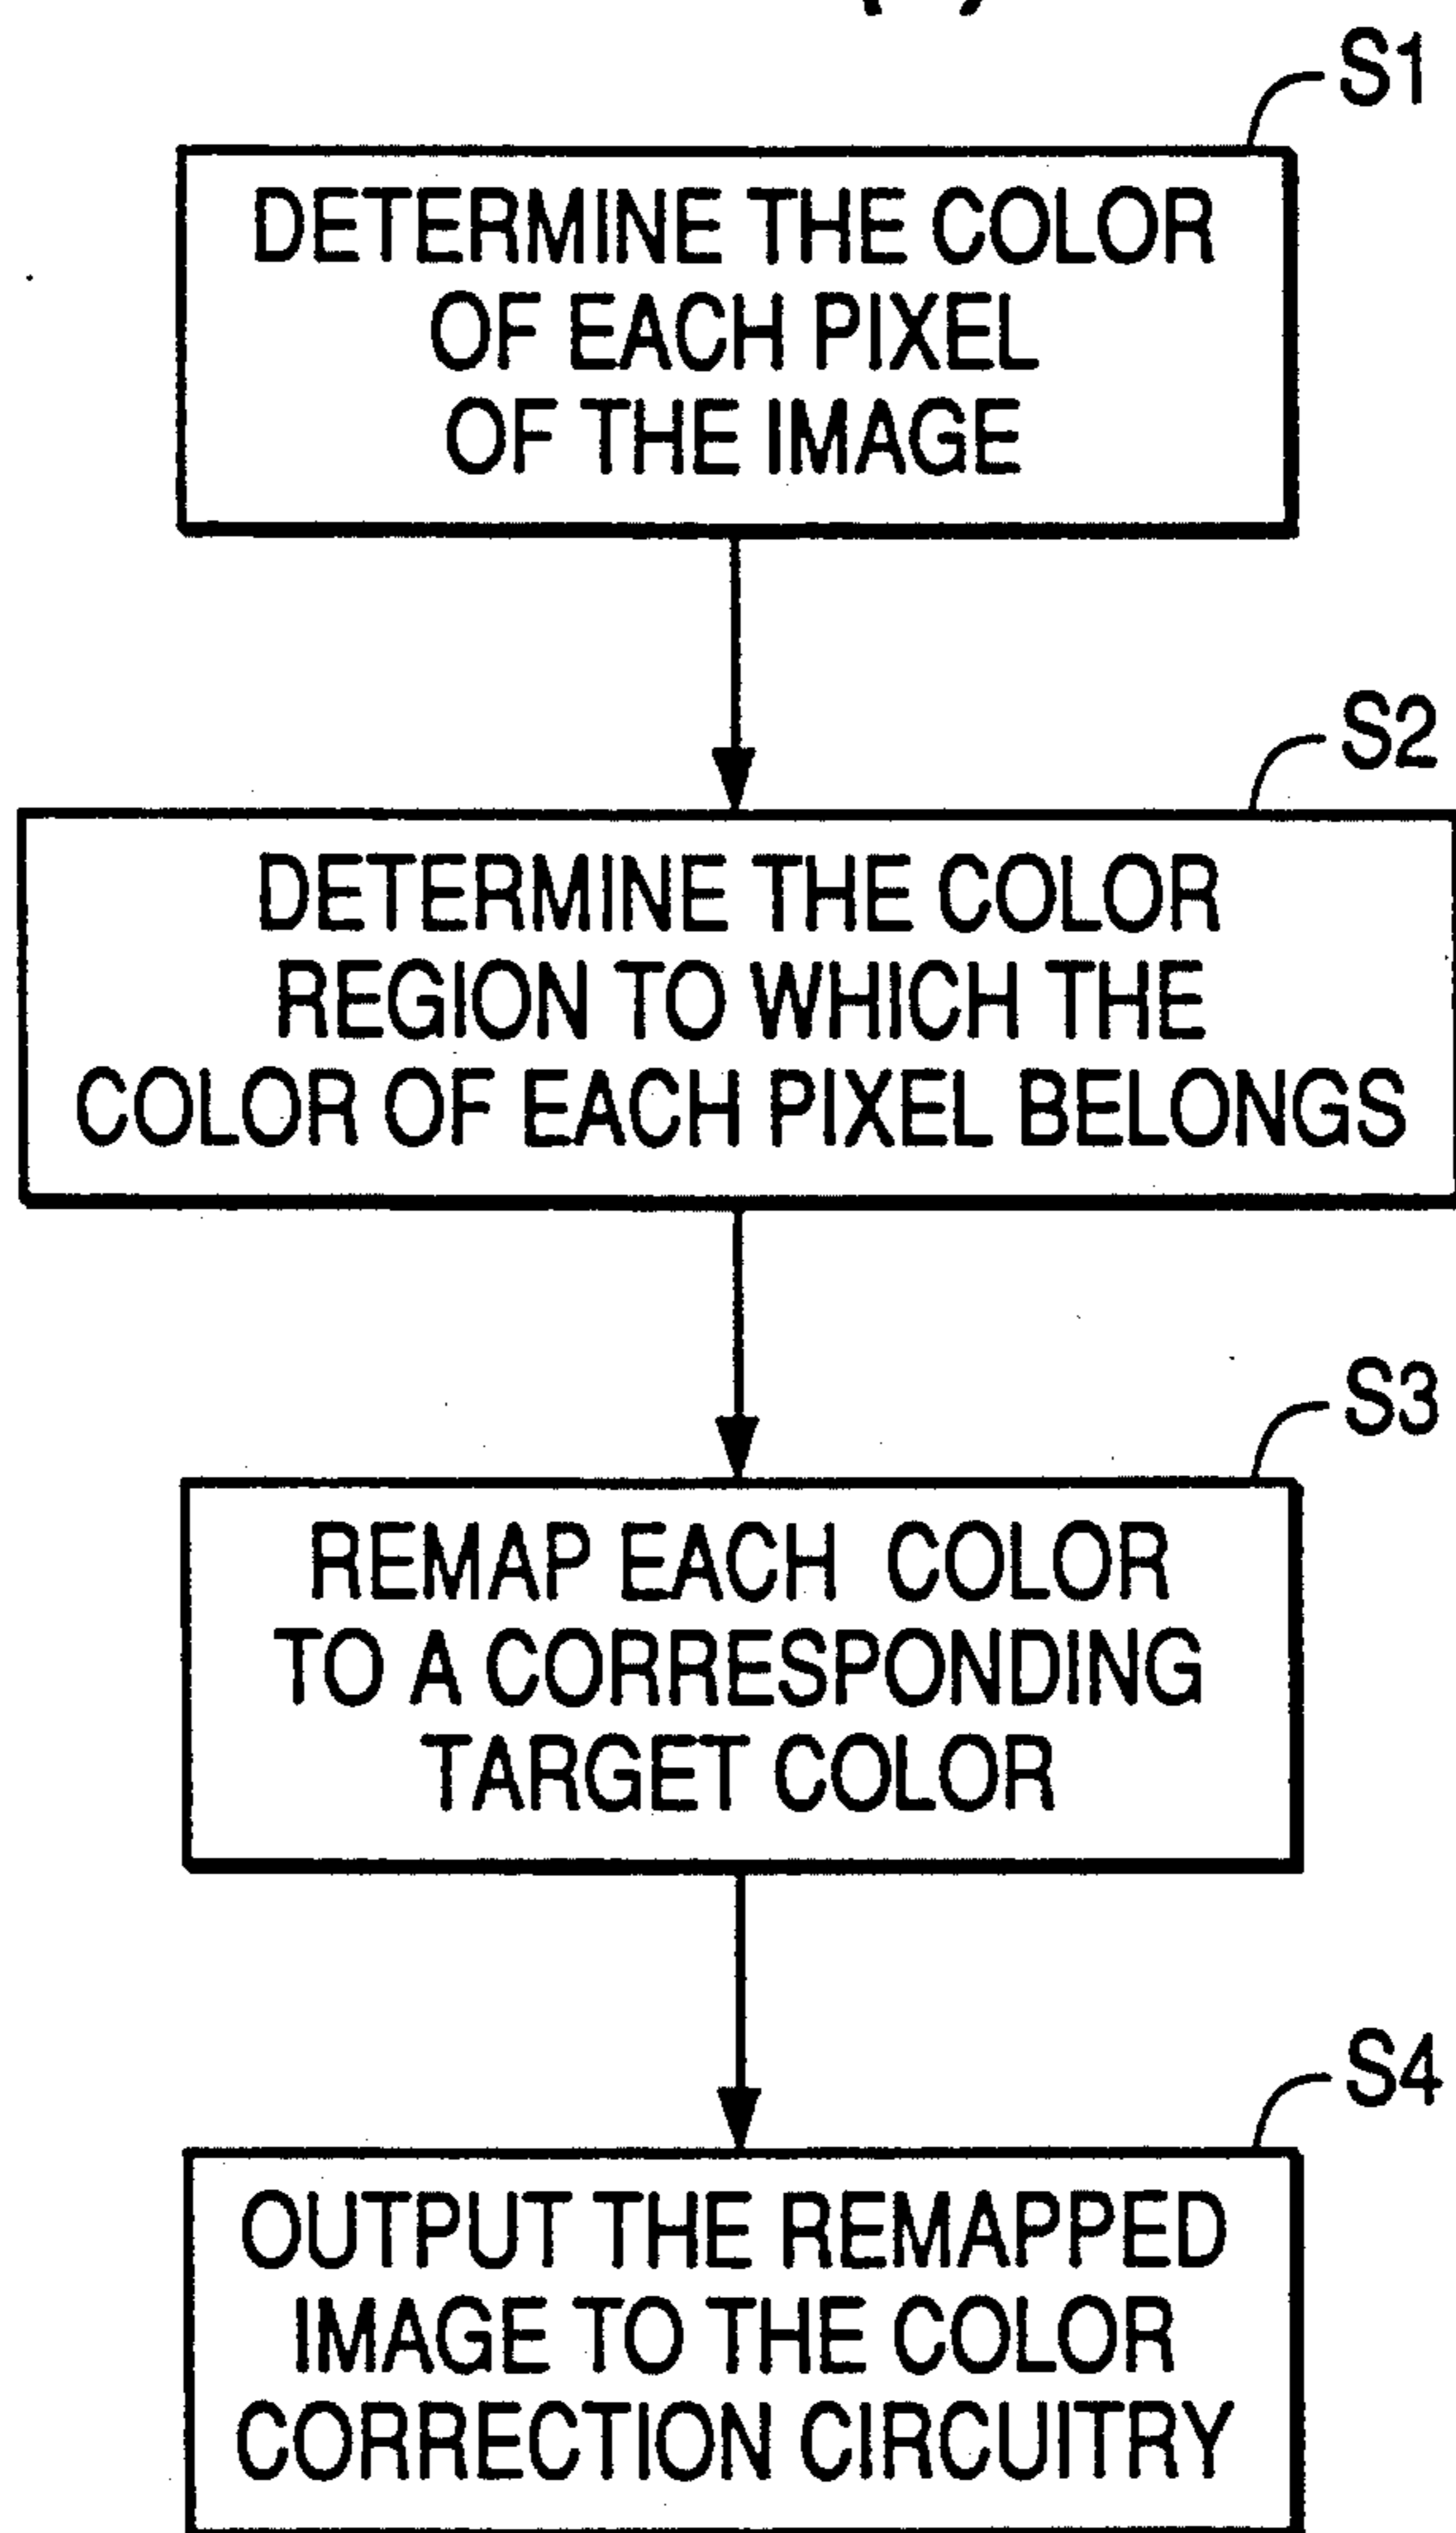 S1
DETERMINE THE COLOR
OF EACH PIXEL
OF THE IMAGE
S2
DETERMINE THE COLOR
REGION TO WHICH THE
COLOR OF EACH PIXEL BELONGS
S3
REMAP EACH COLOR
TO A CORRESPONDING
TARGET COLOR
S4
OUTPUT THE REMAPPED
IMAGE TO THE COLOR
CORRECTION CIRCUITRY